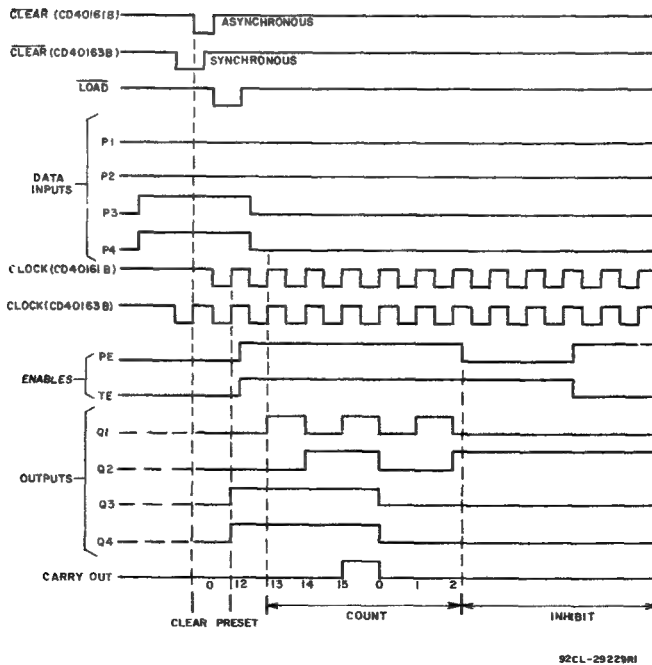 CLEAR (CD40161B)
ASYNCHRONOUS
CLEAR (CD40163B)
SYNCHRONOUS
LOAD
DATA INPUTS
P1
P2
P3
P4
CLOCK (CD40161B)
CLOCK (CD40163B)
ENABLES
PE
TE
OUTPUTS
Q1
Q2
Q3
Q4
CARRY OUT
0 12 13 14 15 0 1 2
CLEAR PRESET COUNT INHIBIT
92CL-29229RI